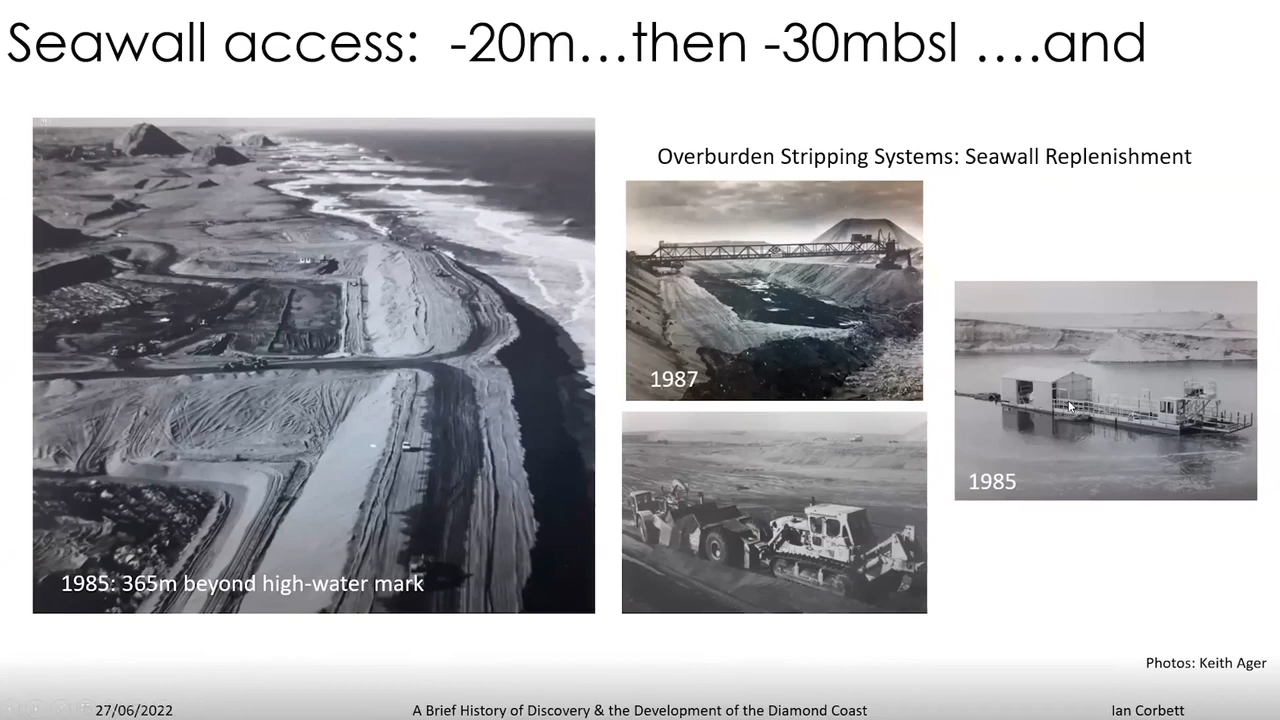 Seawall access:  -20m...then -30mbsl ....and
Overburden Stripping Systems: Seawall Replenishment
1987
1985
1985: 365m beyond high-water mark
Photos: Keith Ager
27/06/2022
A Brief History of Discovery & the Development of the Diamond Coast
Ian Corbett